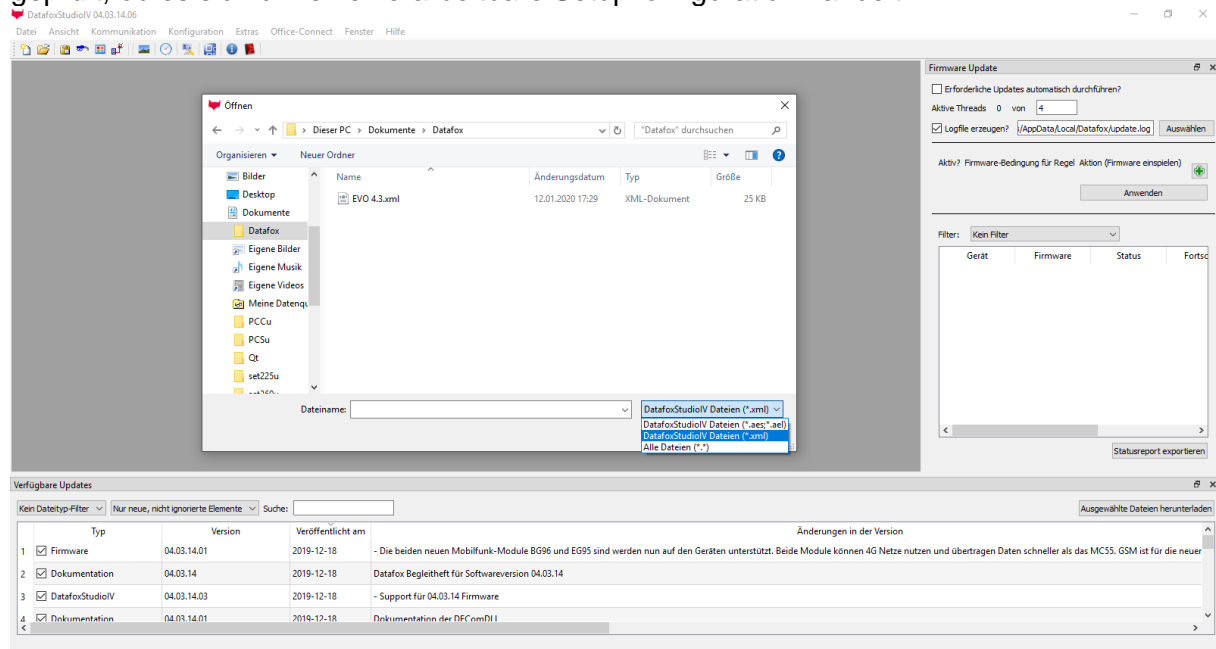 DatafoxStudioIV 04.03.14.06
Datei Ansicht Kommunikation Konfiguration Extras Office-Connect Fenster Hilfe
Firmware Update
Erforderliche Updates automatisch durchführen?
Aktive Threads 0 von 4
Logfile erzeugen? /AppData/Local/Datafox/update.log Auswählen
Aktiv? Firmware-Bedingung für Regel Aktion (Firmware einspielen)
Anwenden
Filter: Kein Filter
Gerät Firmware Status Fortsc
Statusreport exportieren
Öffnen
Dieser PC > Dokumente > Datafox
"Datafox" durchsuchen
Organisieren Neuer Ordner
Name Änderungsdatum Typ Größe
EVO 4.3.xml 12.01.2020 17:29 XML-Dokument 25 KB
Bilder
Desktop
Dokumente
Datafox
Eigene Bilder
Eigene Musik
Eigene Videos
Meine Datenqu
PCCu
PCSu
Qt
set225u
Dateiname:
DatafoxStudioIV Dateien (*.xml)
DatafoxStudioIV Dateien (*.aes;*.ael)
DatafoxStudioIV Dateien (*.xml)
Alle Dateien (*.*)
Verfügbare Updates
Kein Dateityp-Filter Nur neue, nicht ignorierte Elemente Suche: Ausgewählte Dateien herunterladen
Typ Version Veröffentlicht am Änderungen in der Version
1 Firmware 04.03.14.01 2019-12-18 - Die beiden neuen Mobilfunk-Module BG96 und EG95 sind werden nun auf den Geräten unterstützt. Beide Module können 4G Netze nutzen und übertragen Daten schneller als das MC55. GSM ist für die neuer
2 Dokumentation 04.03.14 2019-12-18 Datafox Begleitheft für Softwareversion 04.03.14
3 DatafoxStudioIV 04.03.14.03 2019-12-18 - Support für 04.03.14 Firmware
4 Dokumentation 04.03.14.01 2019-12-18 Dokumentation der DFComDLL